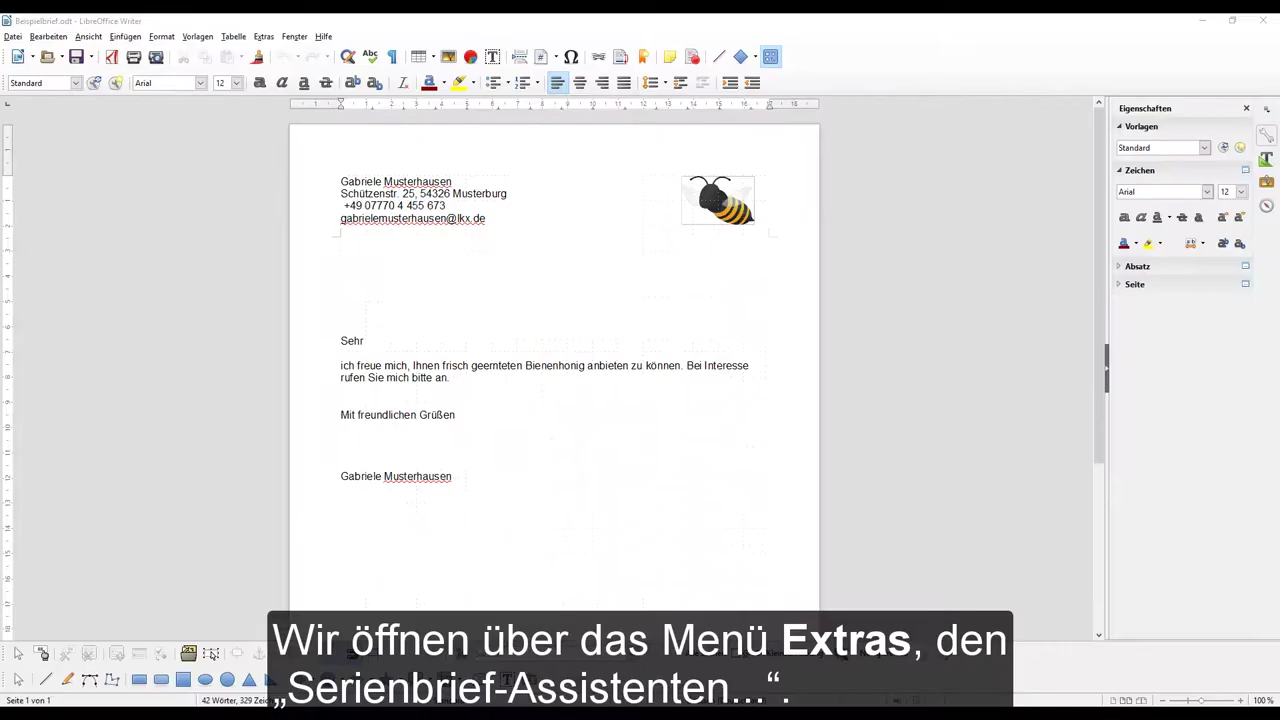 Beispielbrief.odt - LibreOffice Writer
Datei Bearbeiten Ansicht Einfügen Format Vorlagen Tabelle Extras Fenster Hilfe
Standard Arial 12
Eigenschaften
Vorlagen
Standard
Zeichen
Arial 12
Absatz
Seite
Gabriele Musterhausen
Schützenstr. 25, 54326 Musterburg
+49 07770 4 455 673
gabrielemusterhausen@lkx.de
Sehr
ich freue mich, Ihnen frisch geernteten Bienenhonig anbieten zu können. Bei Interesse
rufen Sie mich bitte an.
Mit freundlichen Grüßen
Gabriele Musterhausen
Wir öffnen über das Menü Extras, den
„Serienbrief-Assistenten…“.
Seite 1 von 1 42 Wörter, 329 100 %